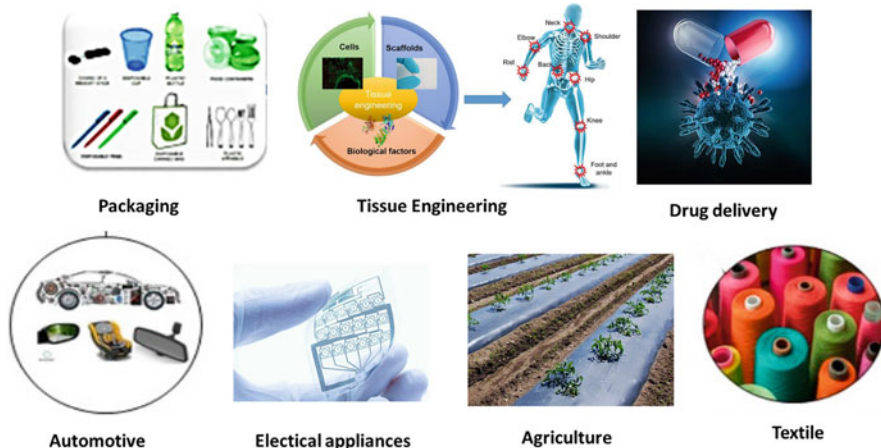 Cells
Scaffolds
Tissue
engineering
Biological factors
Neck
Elbow
Shoulder
Rist
Back
Hip
Knee
Foot and
ankle
Packaging
Tissue Engineering
Drug delivery
Automotive
Electical appliances
Agriculture
Textile